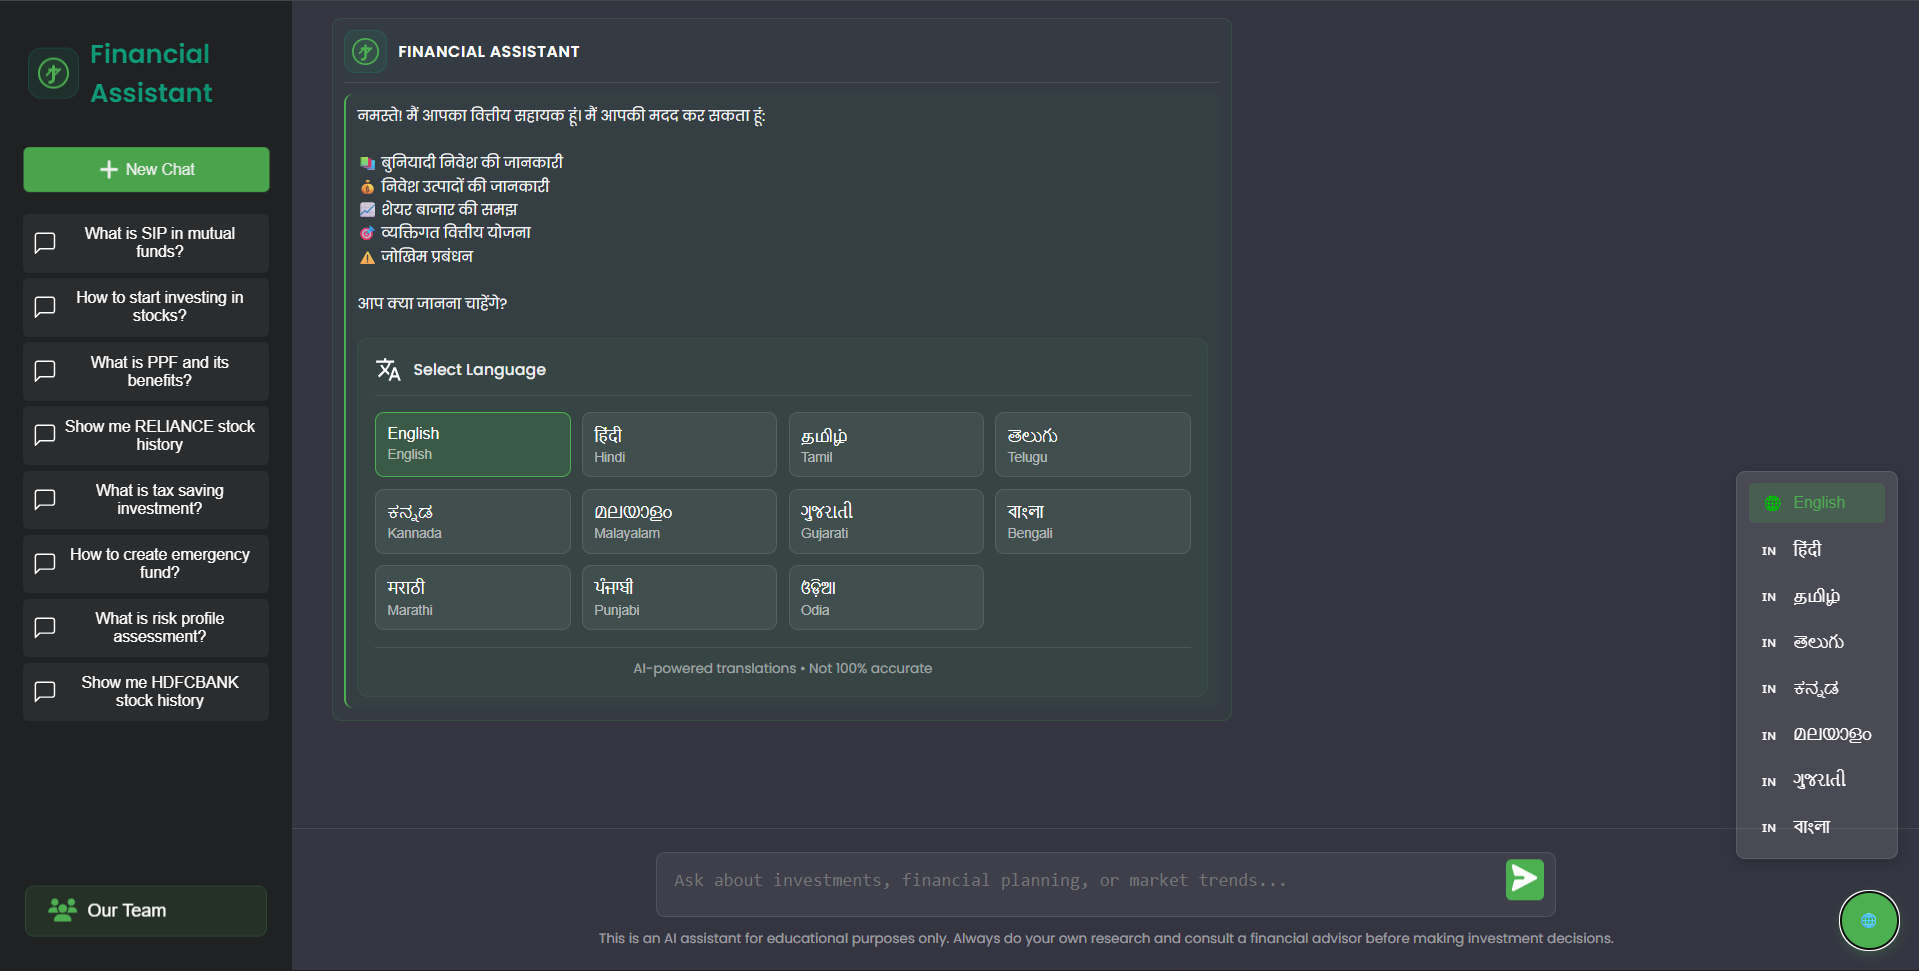 Financial
Assistant
New Chat
What is SIP in mutual
funds?
How to start investing in
stocks?
What is PPF and its
benefits?
Show me RELIANCE stock
history
What is tax saving
investment?
How to create emergency
fund?
What is risk profile
assessment?
Show me HDFCBANK
stock history
Our Team
FINANCIAL ASSISTANT
नमस्ते! मैं आपका वित्तीय सहायक हूं। मैं आपकी मदद कर सकता हूं:
बुनियादी निवेश की जानकारी
निवेश उत्पादों की जानकारी
शेयर बाजार की समझ
व्यक्तिगत वित्तीय योजना
जोखिम प्रबंधन
आप क्या जानना चाहेंगे?
Select Language
English
English
हिंदी
Hindi
தமிழ்
Tamil
తెలుగు
Telugu
ಕನ್ನಡ
Kannada
മലയാളം
Malayalam
ગુજરાતી
Gujarati
বাংলা
Bengali
मराठी
Marathi
ਪੰਜਾਬੀ
Punjabi
ଓଡ଼ିଆ
Odia
AI-powered translations • Not 100% accurate
English
IN हिंदी
IN தமிழ்
IN తెలుగు
IN ಕನ್ನಡ
IN മലയാളം
IN ગુજરાતી
IN বাংলা
Ask about investments, financial planning, or market trends...
This is an AI assistant for educational purposes only. Always do your own research and consult a financial advisor before making investment decisions.